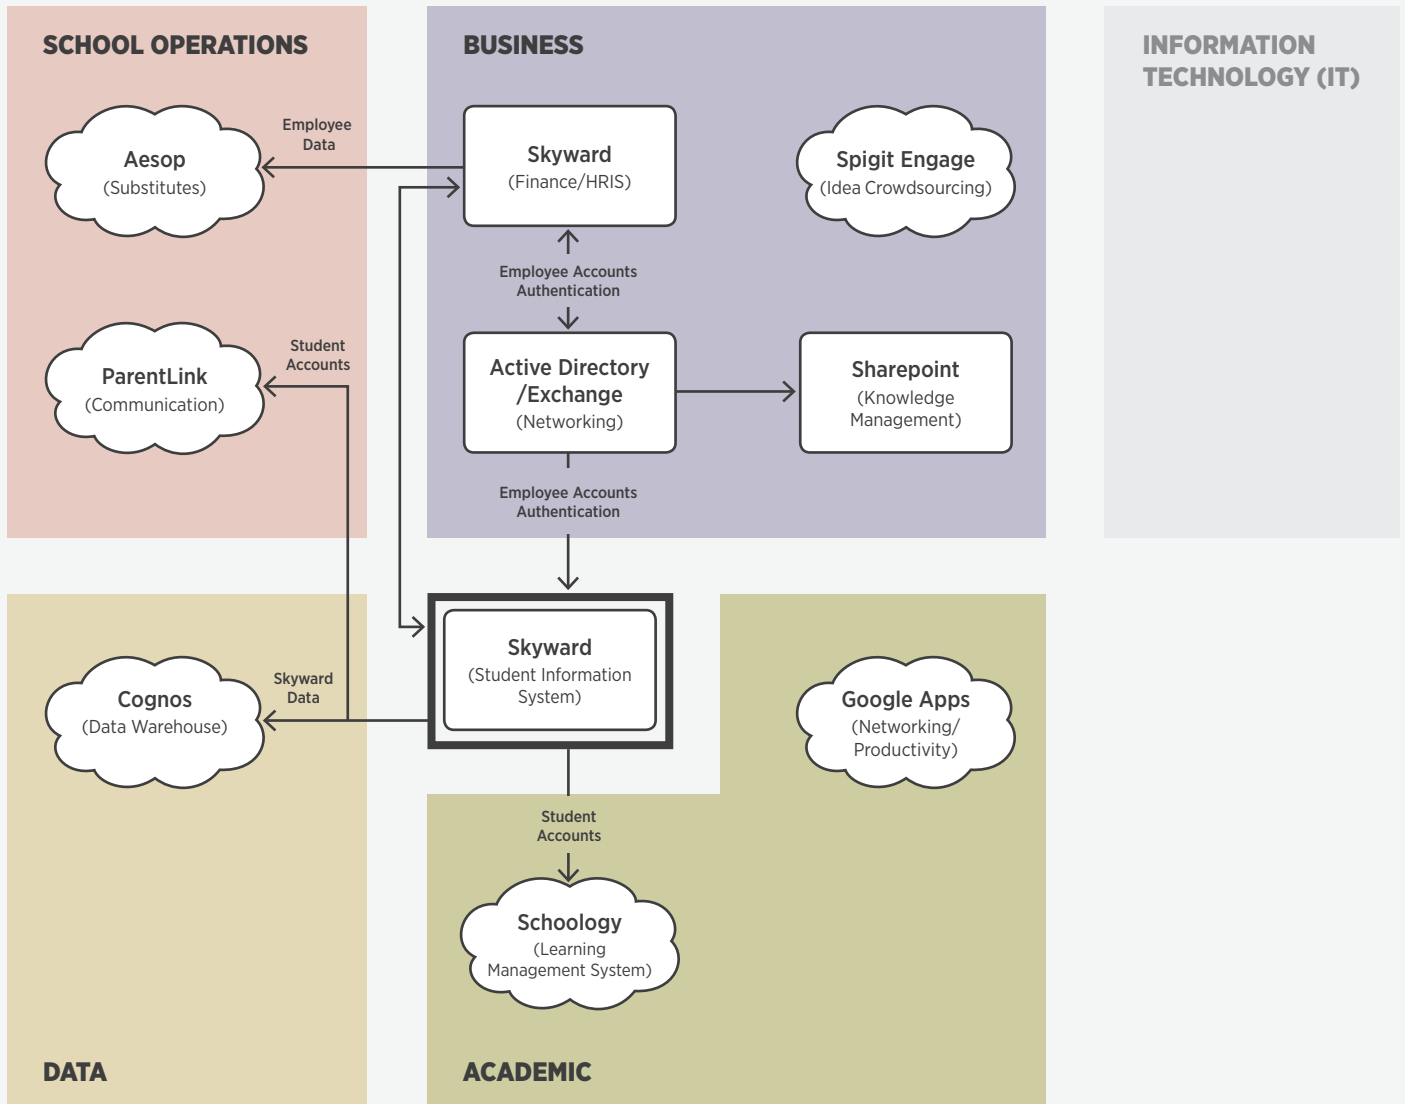 SCHOOL OPERATIONS
BUSINESS
INFORMATION
TECHNOLOGY (IT)
Aesop
(Substitutes)
Employee
Data
Skyward
(Finance/HRIS)
Spigit Engage
(Idea Crowdsourcing)
Employee Accounts
Authentication
ParentLink
(Communication)
Student
Accounts
Active Directory
/Exchange
(Networking)
Sharepoint
(Knowledge
Management)
Employee Accounts
Authentication
Cognos
(Data Warehouse)
Skyward
Data
Skyward
(Student Information
System)
Google Apps
(Networking/
Productivity)
Student
Accounts
Schoology
(Learning
Management System)
DATA
ACADEMIC